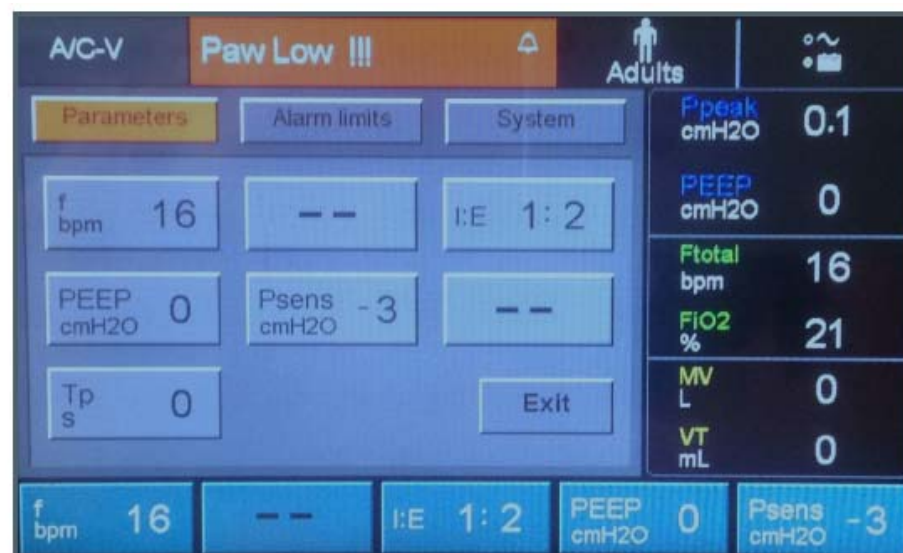 A/C-V Paw Low !!! Adults
Parameters Alarm limits System
f bpm 16 -- I:E 1:2
PEEP cmH2O 0 Psens cmH2O -3 --
Tp s 0 Exit
Ppeak cmH2O 0.1
PEEP cmH2O 0
Ftotal bpm 16
FiO2 % 21
MV L 0
VT mL 0
f bpm 16 -- I:E 1:2 PEEP cmH2O 0 Psens cmH2O -3